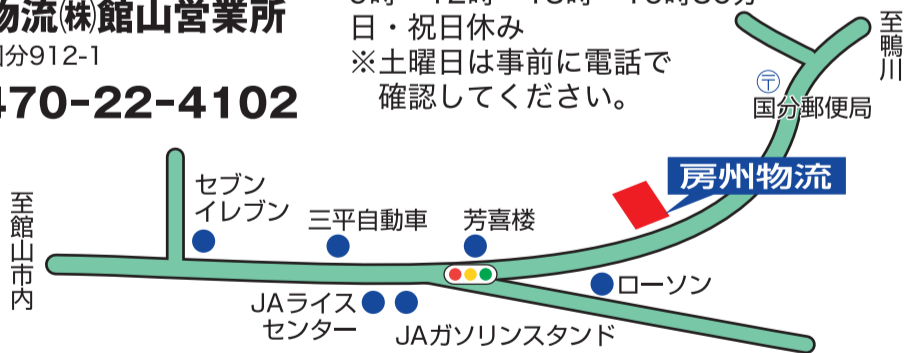 物流㈱館山営業所
国分912-1
470-22-4102
日・祝日休み
※土曜日は事前に電話で
確認してください。
至鴨川
〒
国分郵便局
房州物流
セブン
イレブン
三平自動車
芳喜楼
至館山市内
ローソン
JAライス
センター
JAガソリンスタンド